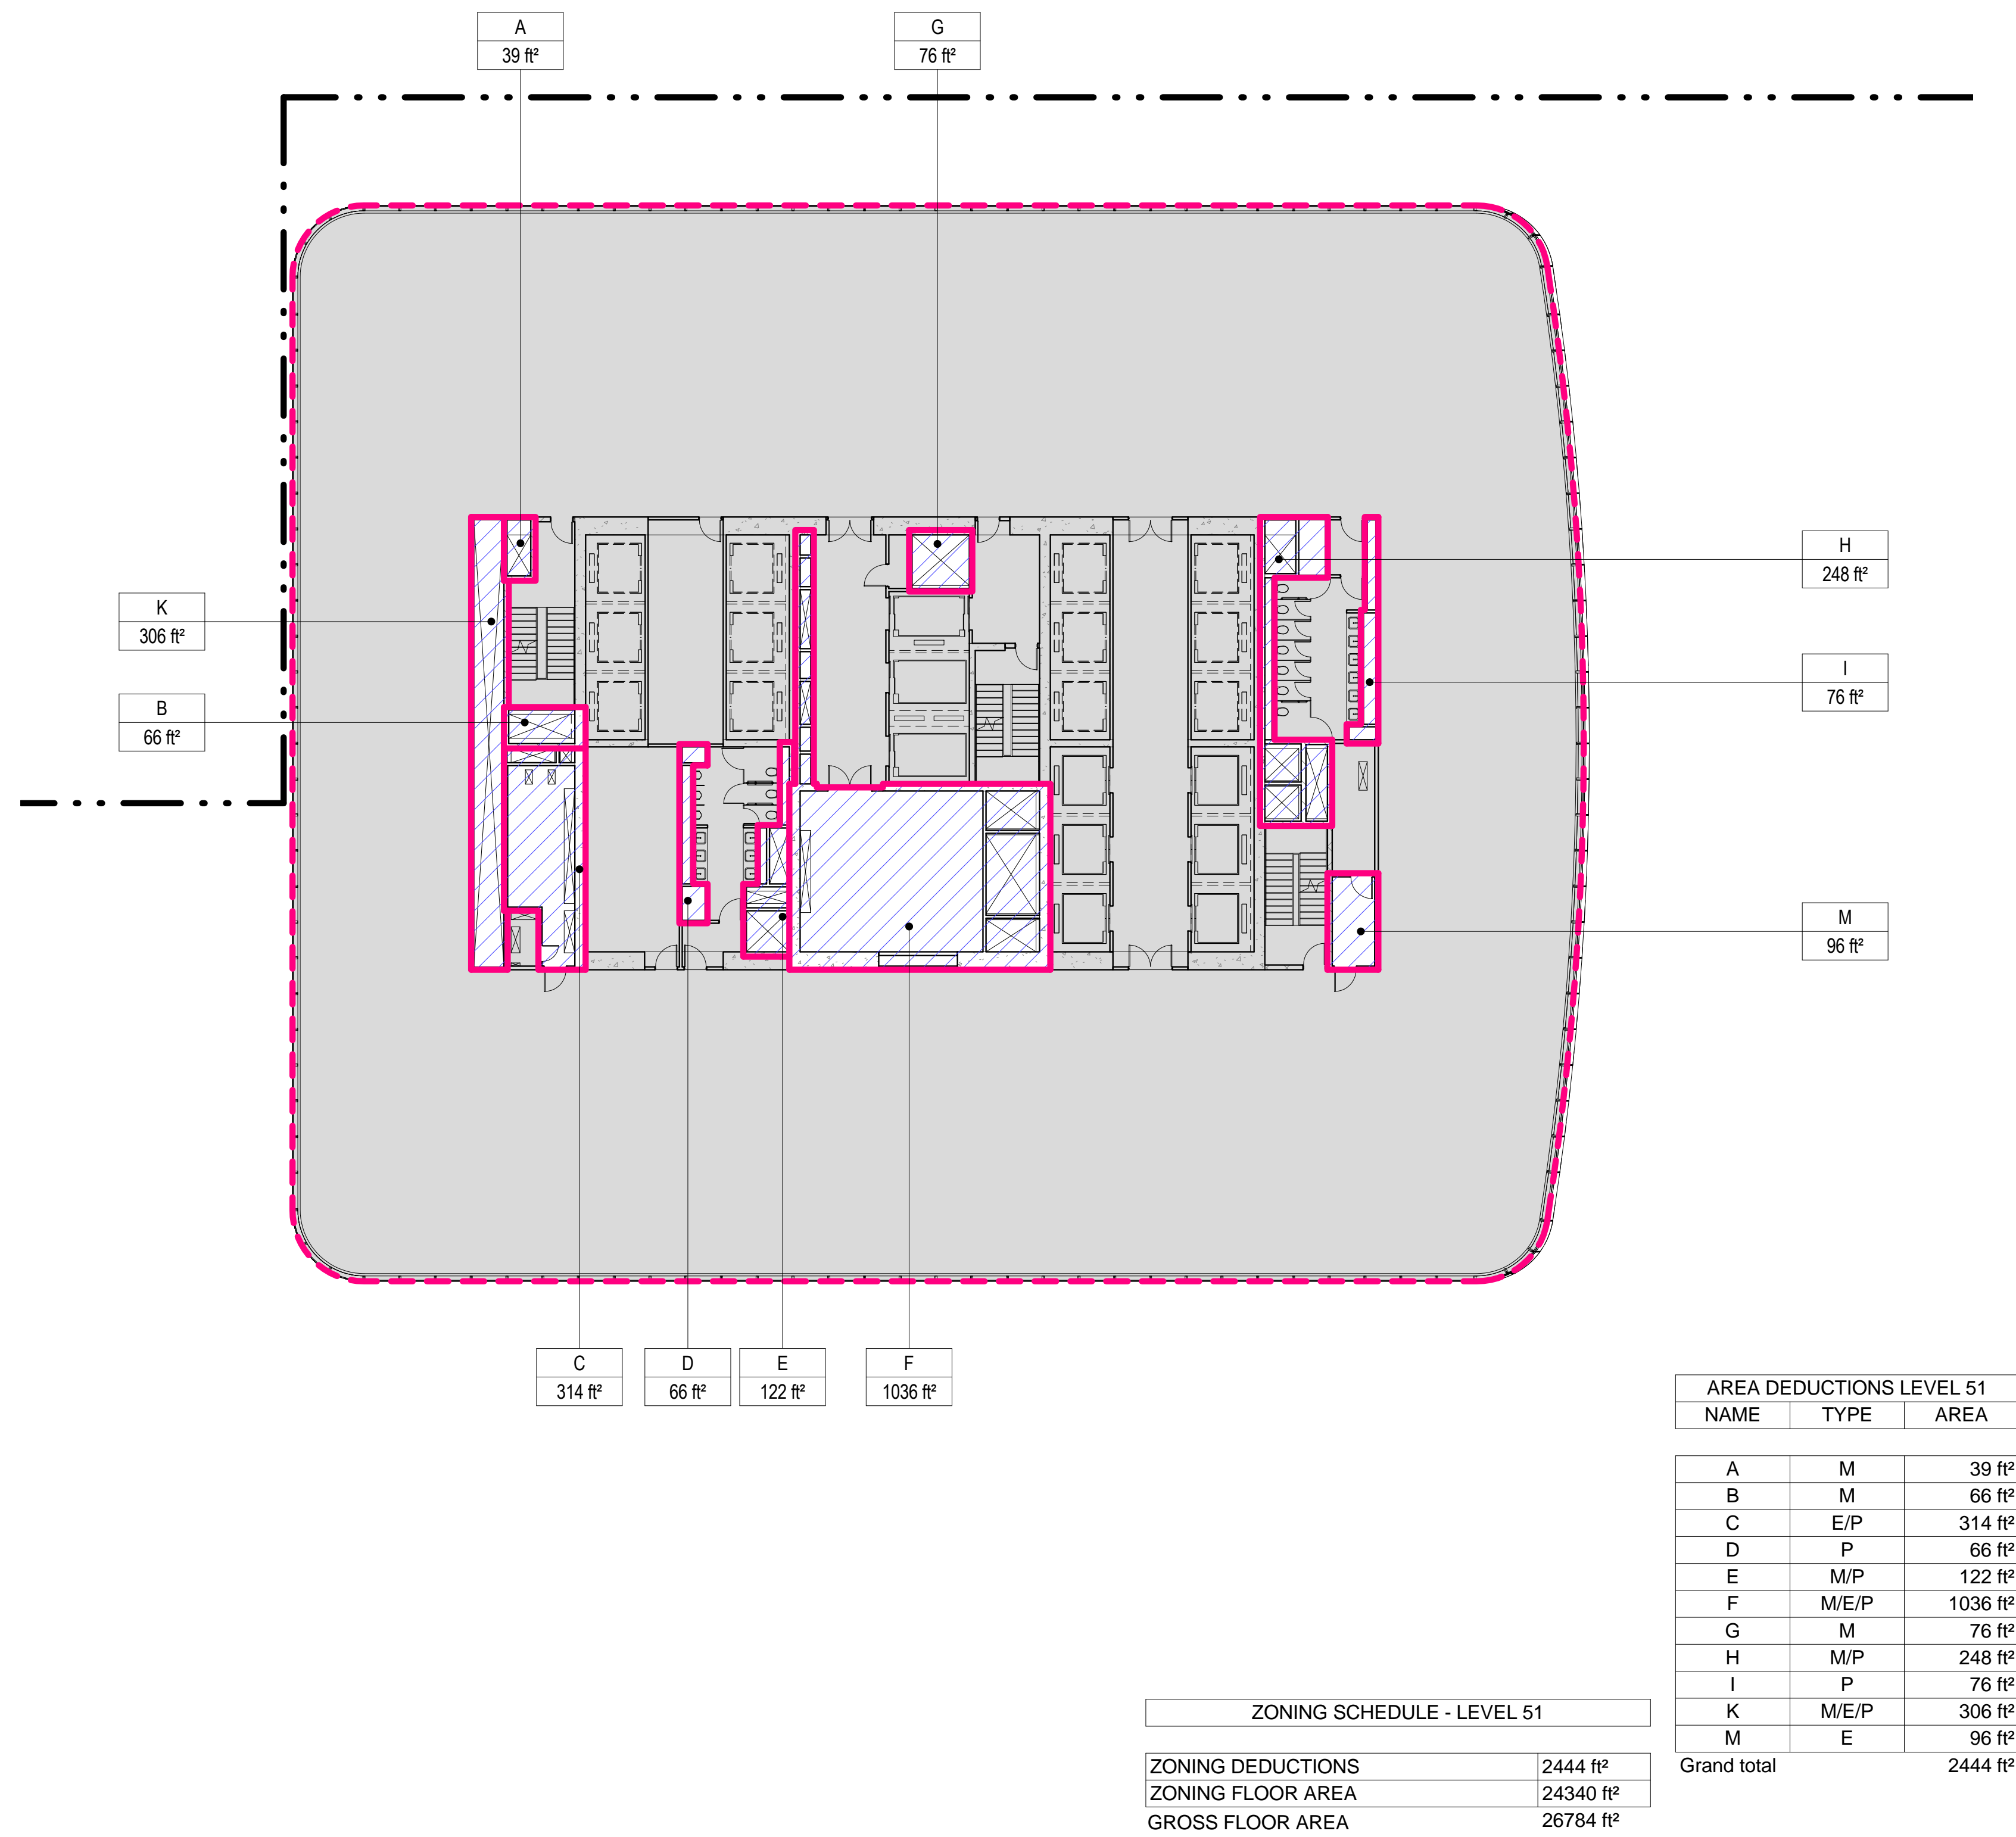 A
39 ft²
G
76 ft²
H
248 ft²
K
306 ft²
I
76 ft²
B
66 ft²
M
96 ft²
C
314 ft²
D
66 ft²
E
122 ft²
F
1036 ft²
AREA DEDUCTIONS LEVEL 51
NAME TYPE AREA
A M 39 ft²
B M 66 ft²
C E/P 314 ft²
D P 66 ft²
E M/P 122 ft²
F M/E/P 1036 ft²
G M 76 ft²
H M/P 248 ft²
I P 76 ft²
K M/E/P 306 ft²
M E 96 ft²
Grand total 2444 ft²
ZONING SCHEDULE - LEVEL 51
ZONING DEDUCTIONS 2444 ft²
ZONING FLOOR AREA 24340 ft²
GROSS FLOOR AREA 26784 ft²